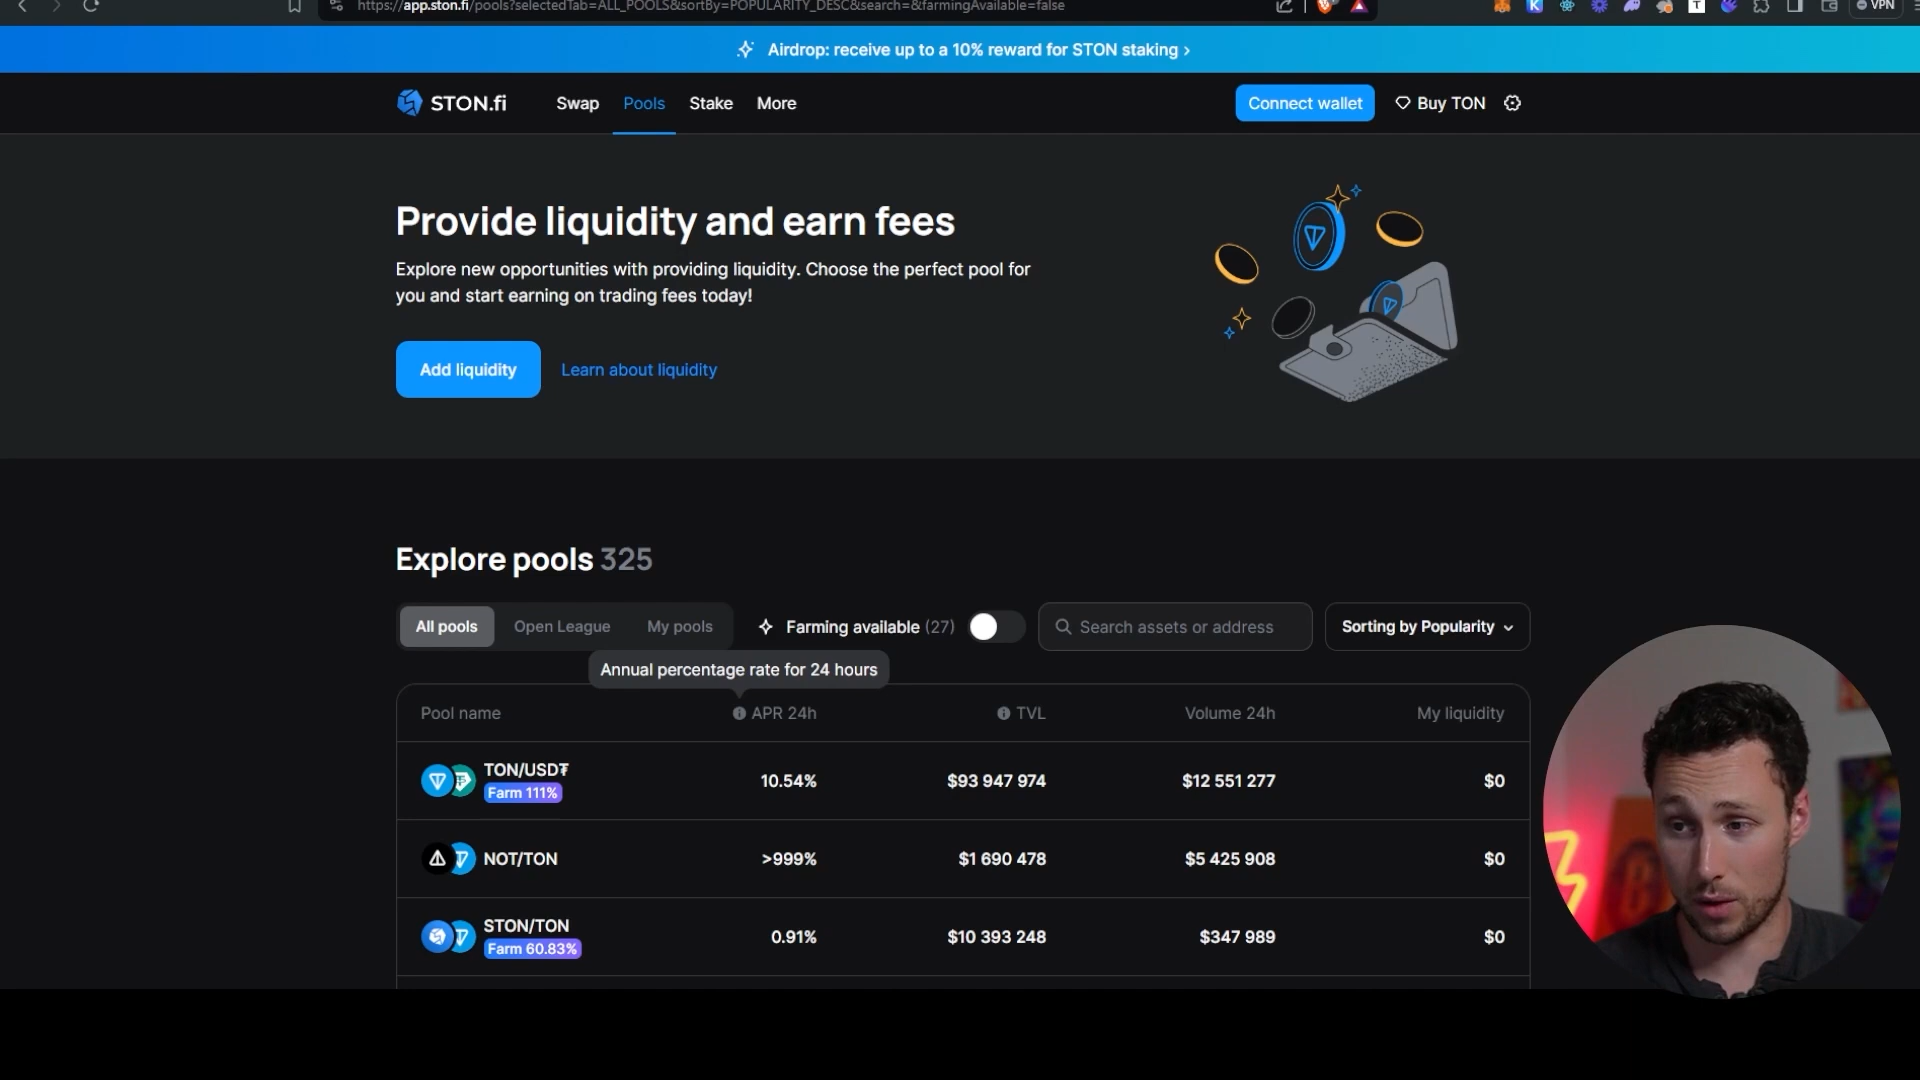 https://app.ston.fi/pools?selectedTab=ALL_POOLS&sortBy=POPULARITY_DESC&search=&farmingAvailable=false
VPN
Airdrop: receive up to a 10% reward for STON staking ›
STON.fi
Swap
Pools
Stake
More
Connect wallet
Buy TON
Provide liquidity and earn fees
Explore new opportunities with providing liquidity. Choose the perfect pool for
you and start earning on trading fees today!
Add liquidity
Learn about liquidity
Explore pools 325
All pools
Open League
My pools
Farming available (27)
Search assets or address
Sorting by Popularity
Annual percentage rate for 24 hours
Pool name
APR 24h
TVL
Volume 24h
My liquidity
TON/USD₮
Farm 111%
10.54%
$93 947 974
$12 551 277
$0
NOT/TON
>999%
$1 690 478
$5 425 908
$0
STON/TON
Farm 60.83%
0.91%
$10 393 248
$347 989
$0